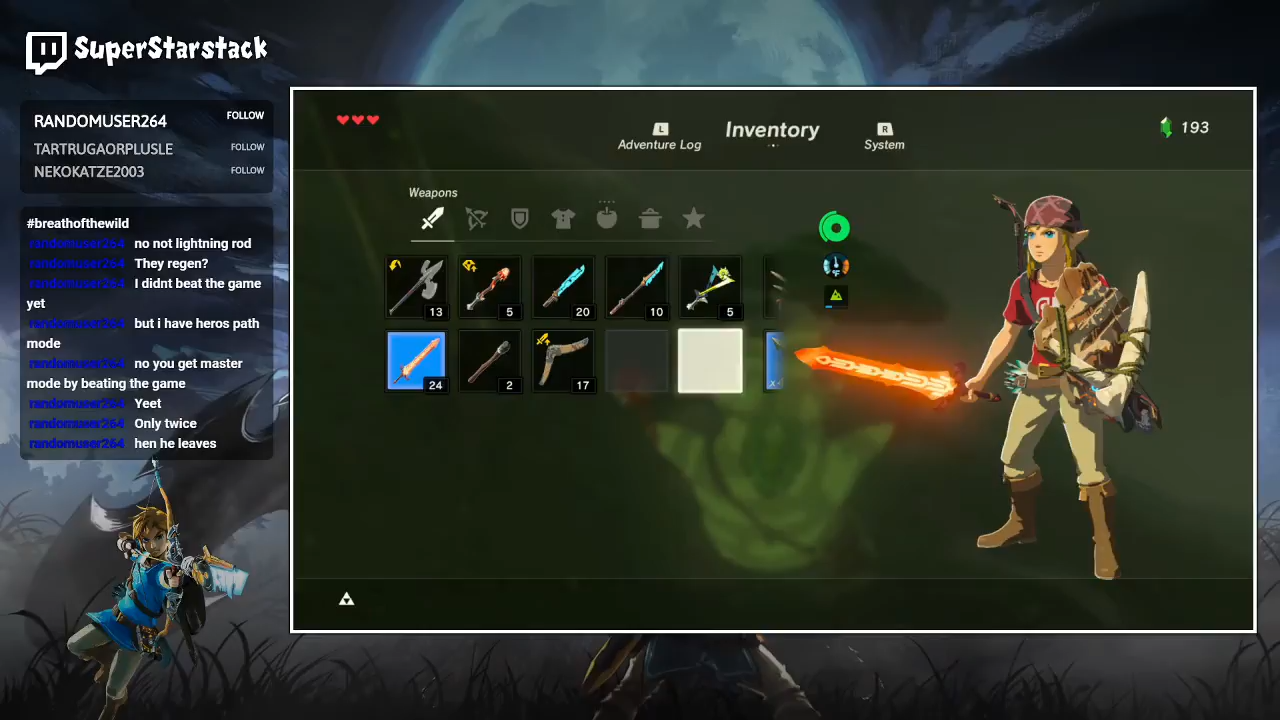 SuperStarstack
RANDOMUSER264 FOLLOW
TARTRUGAORPLUSLE FOLLOW
NEKOKATZE2003 FOLLOW
#breathofthewild
randomuser264 no not lightning rod
randomuser264 They regen?
randomuser264 I didnt beat the game
yet
randomuser264 but i have heros path
mode
randomuser264 no you get master
mode by beating the game
randomuser264 Yeet
randomuser264 Only twice
randomuser264 hen he leaves
L Inventory R 193
Adventure Log System
Weapons
13 5 20 10 5
24 2 17